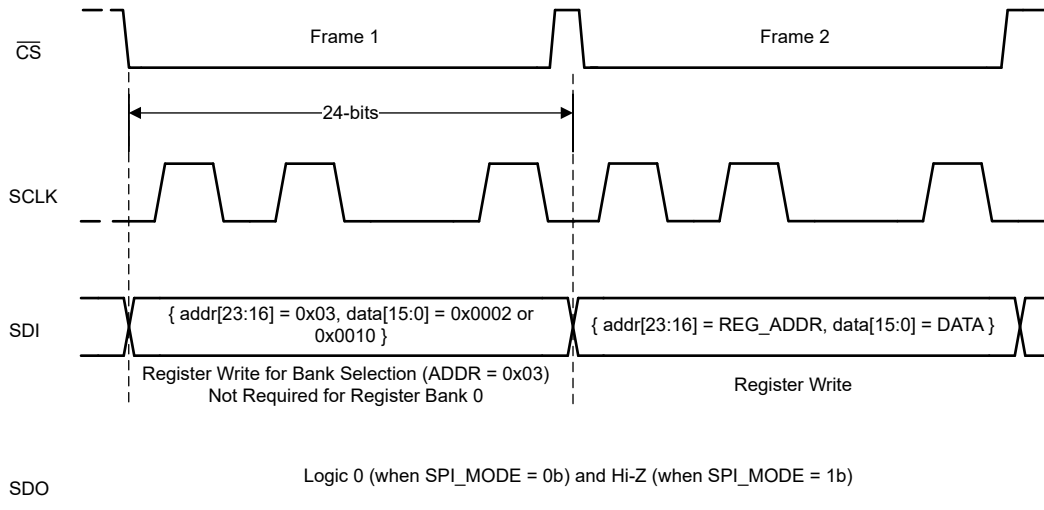 CS
Frame 1
Frame 2
24-bits
SCLK
SDI
{ addr[23:16] = 0x03, data[15:0] = 0x0002 or
0x0010 }
{ addr[23:16] = REG_ADDR, data[15:0] = DATA }
Register Write for Bank Selection (ADDR = 0x03)
Not Required for Register Bank 0
Register Write
SDO
Logic 0 (when SPI_MODE = 0b) and Hi-Z (when SPI_MODE = 1b)